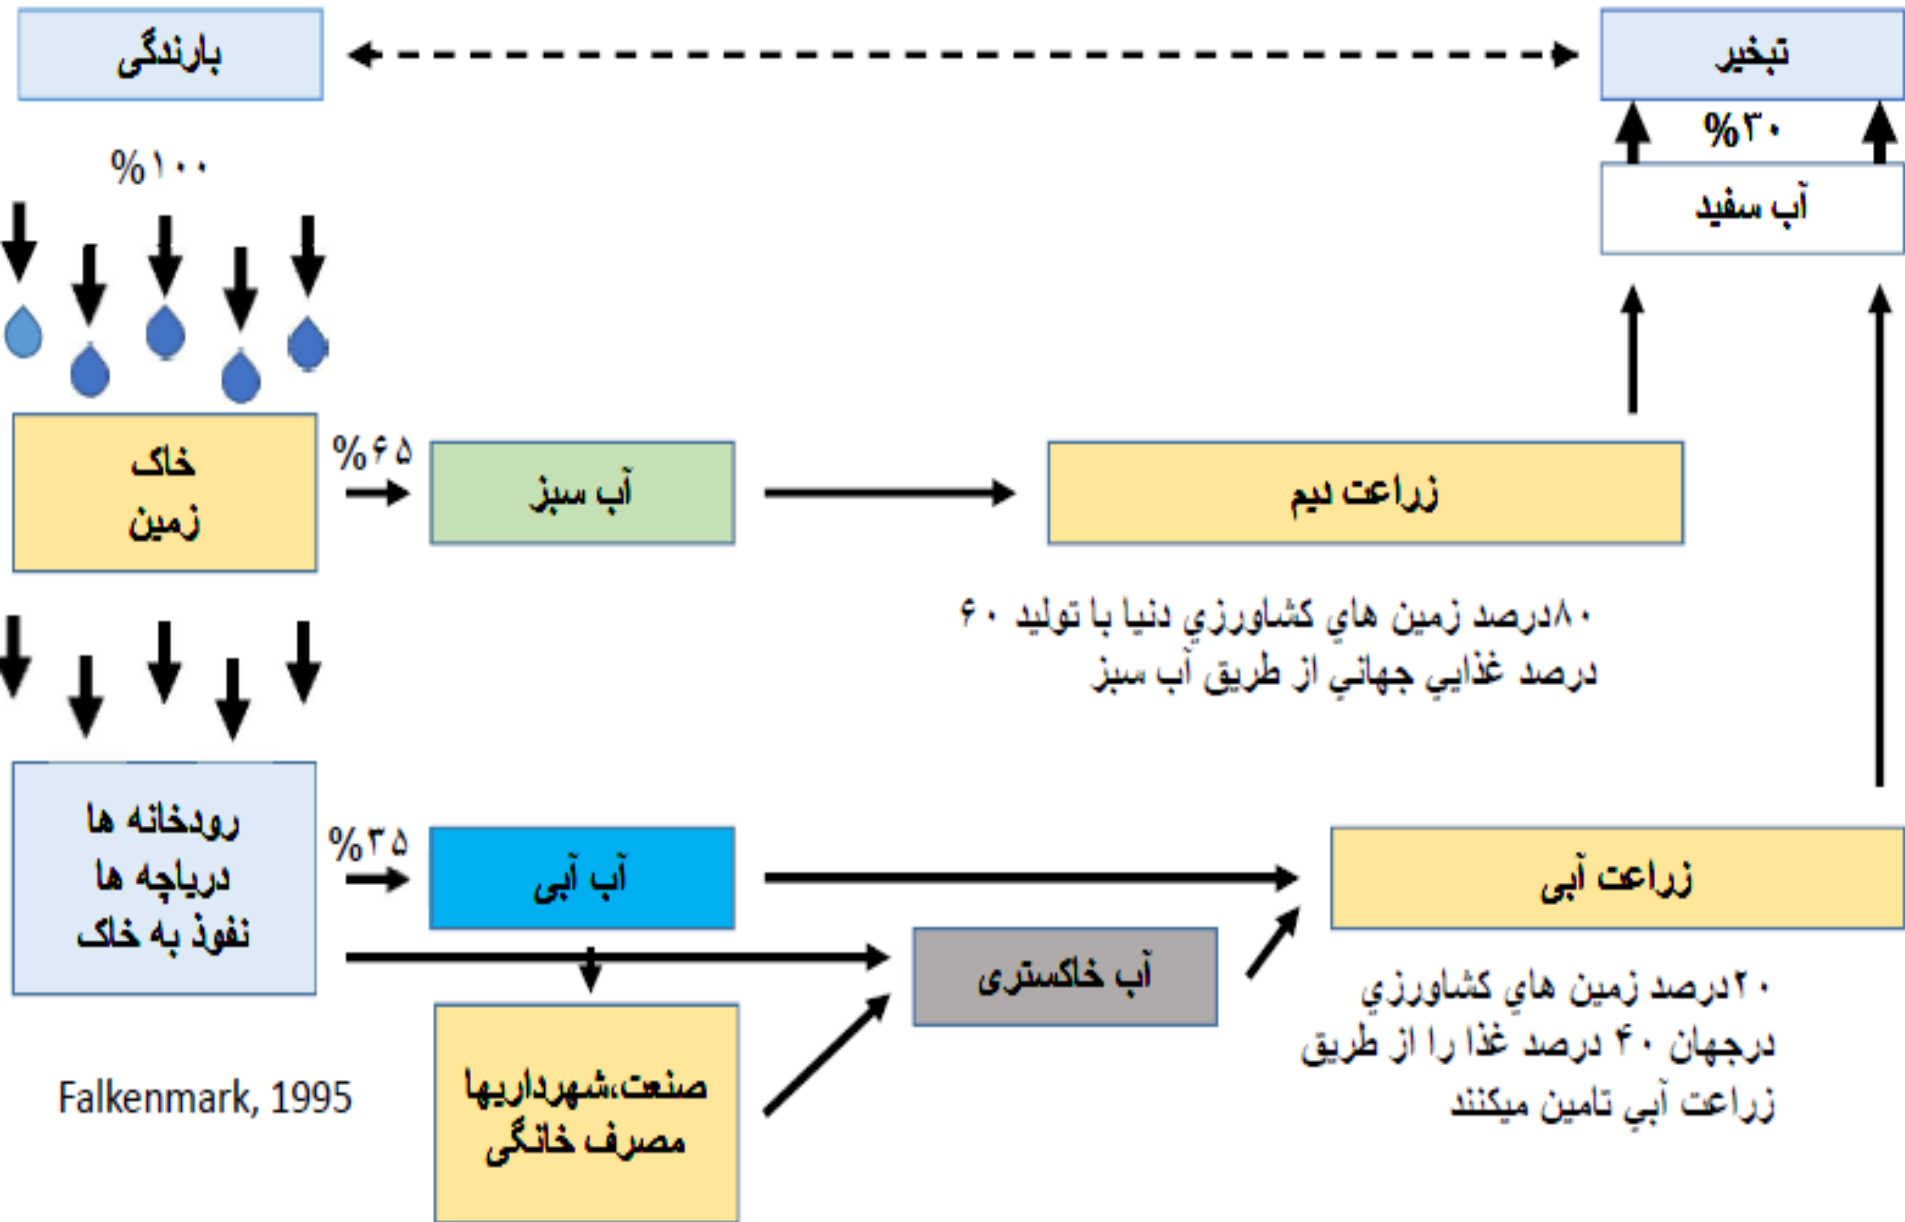 بارندگی
تبخیر
%۱۰۰
%۳۰
آب سفید
خاک
زمین
%۶۵
آب سبز
زراعت دیم
۸۰درصد زمين هاي كشاورزي دنيا با توليد ۶۰
درصد غذايي جهاني از طريق آب سبز
رودخانه ها
دریاچه ها
نفوذ به خاک
%۳۵
آب آبی
زراعت آبی
آب خاکستری
۲۰درصد زمين هاي كشاورزي
درجهان ۴۰ درصد غذا را از طريق
زراعت آبي تامين ميكنند
صنعت،شهرداریها
مصرف خانگی
Falkenmark, 1995